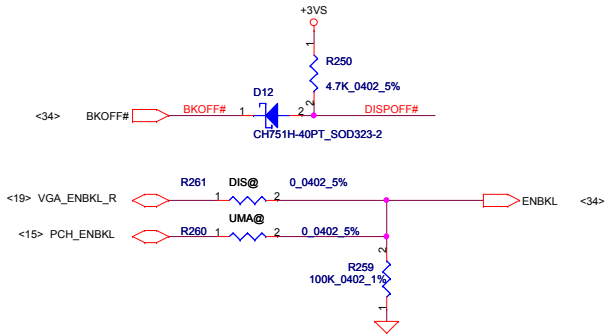 +3VS
1
R250
4.7K_0402_5%
2
D12
<34> BKOFF# BKOFF# 1 2 DISPOFF#
CH751H-40PT_SOD323-2
R261 DIS@ 0_0402_5%
<19> VGA_ENBKL_R 1 2 ENBKL <34>
UMA@
<15> PCH_ENBKL R260 1 2 0_0402_5%
2
R259
100K_0402_1%
1